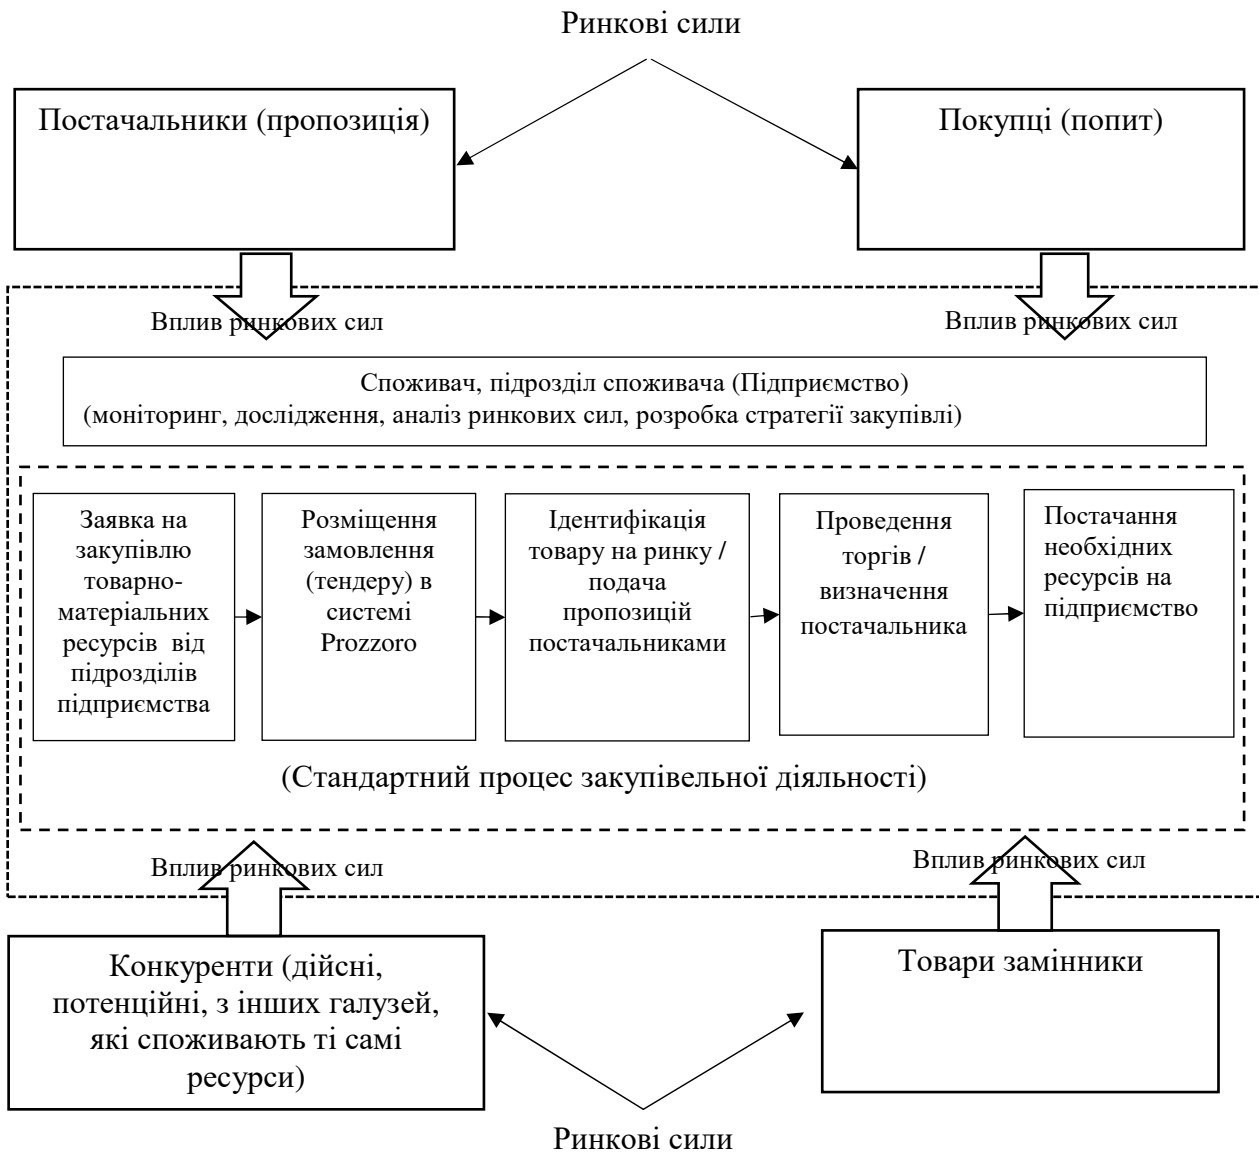 Ринкові сили
Постачальники (пропозиція)
Покупці (попит)
Вплив ринкових сил
Вплив ринкових сил
Споживач, підрозділ споживача (Підприємство)
(моніторинг, дослідження, аналіз ринкових сил, розробка стратегії закупівлі)
Заявка на
закупівлю
товарно-
матеріальних
ресурсів від
підрозділів
підприємства
Розміщення
замовлення
(тендеру) в
системі
Prozzoro
Ідентифікація
товару на ринку /
подача
пропозицій
постачальниками
Проведення
торгів /
визначення
постачальника
Постачання
необхідних
ресурсів на
підприємство
(Стандартний процес закупівельної діяльності)
Вплив ринкових сил
Вплив ринкових сил
Конкуренти (дійсні,
потенційні, з інших галузей,
які споживають ті самі
ресурси)
Товари замінники
Ринкові сили